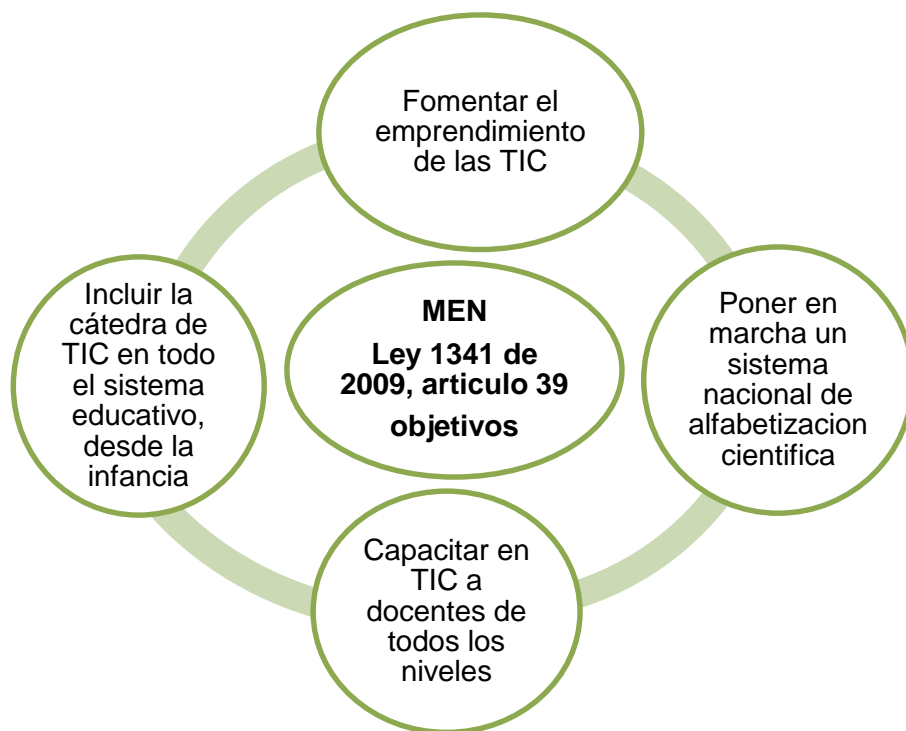 Fomentar el
emprendimiento
de las TIC
Incluir la
cátedra de
TIC en todo
el sistema
educativo,
desde la
infancia
MEN
Ley 1341 de
2009, articulo 39
objetivos
Poner en
marcha un
sistema
nacional de
alfabetizacion
cientifica
Capacitar en
TIC a
docentes de
todos los
niveles